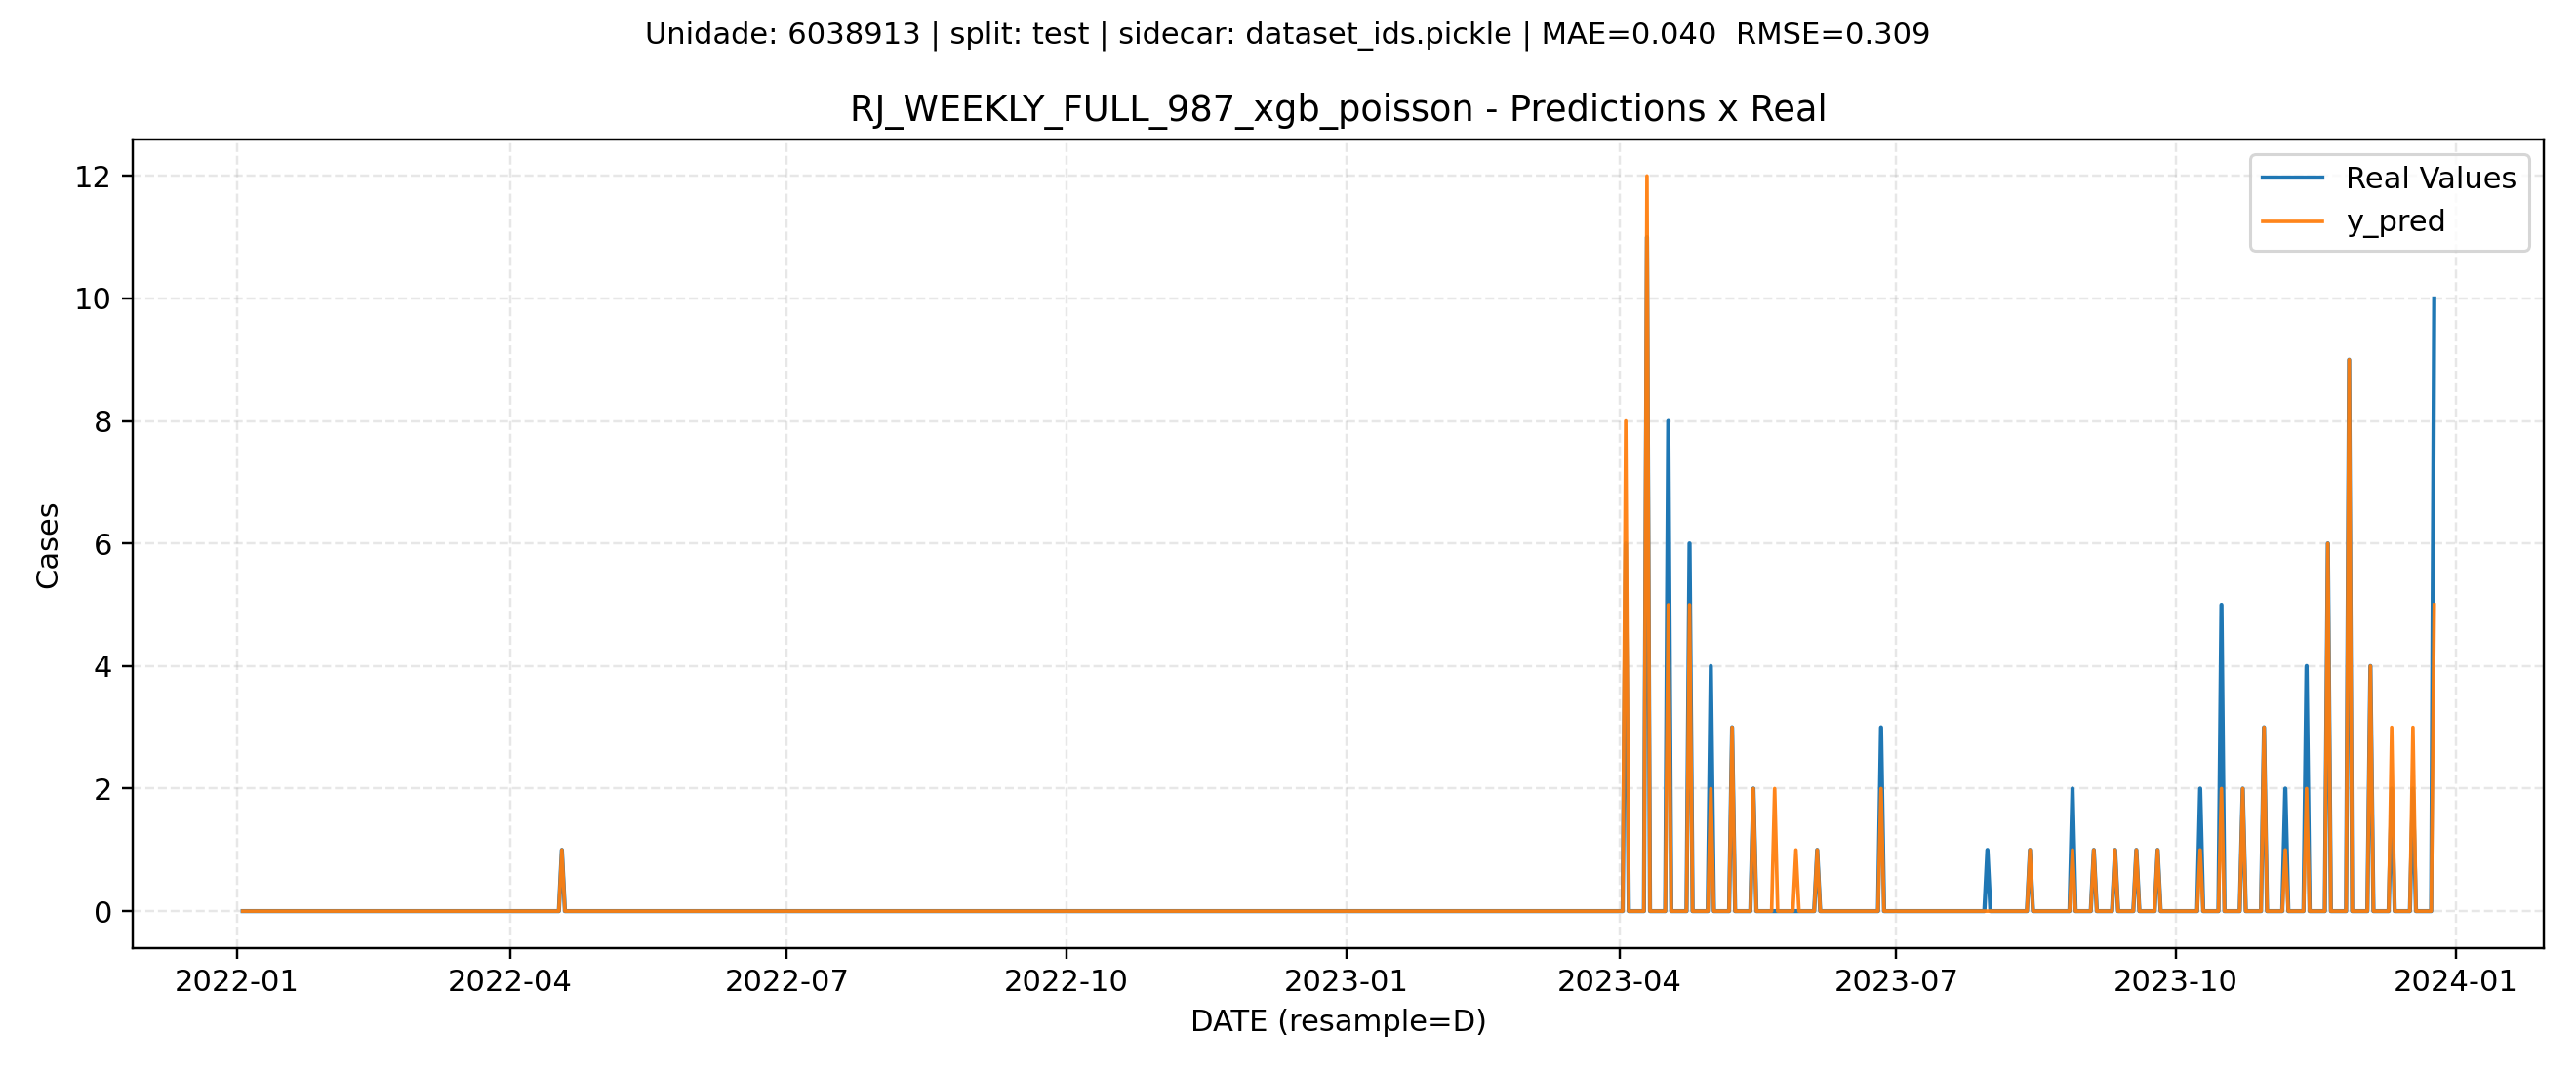 Unidade: 6038913 | split: test | sidecar: dataset_ids.pickle | MAE=0.040  RMSE=0.309
RJ_WEEKLY_FULL_987_xgb_poisson - Predictions x Real
Real Values
y_pred
Cases
12
10
8
6
4
2
0
2022-01 2022-04 2022-07 2022-10 2023-01 2023-04 2023-07 2023-10 2024-01
DATE (resample=D)